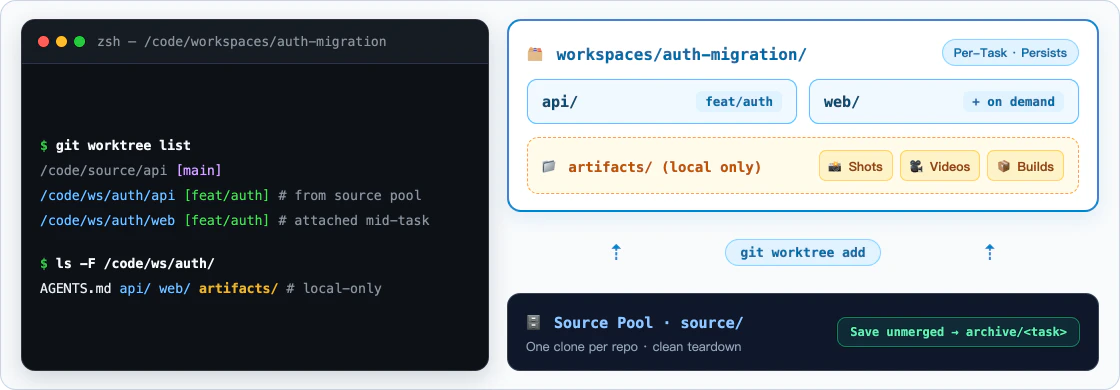 zsh — /code/workspaces/auth-migration
$ git worktree list
/code/source/api [main]
/code/ws/auth/api [feat/auth] # from source pool
/code/ws/auth/web [feat/auth] # attached mid-task
$ ls -F /code/ws/auth/
AGENTS.md api/ web/ artifacts/ # local-only
workspaces/auth-migration/
Per-Task · Persists
api/
feat/auth
web/
+ on demand
artifacts/ (local only)
Shots
Videos
Builds
git worktree add
Source Pool · source/
One clone per repo · clean teardown
Save unmerged → archive/<task>